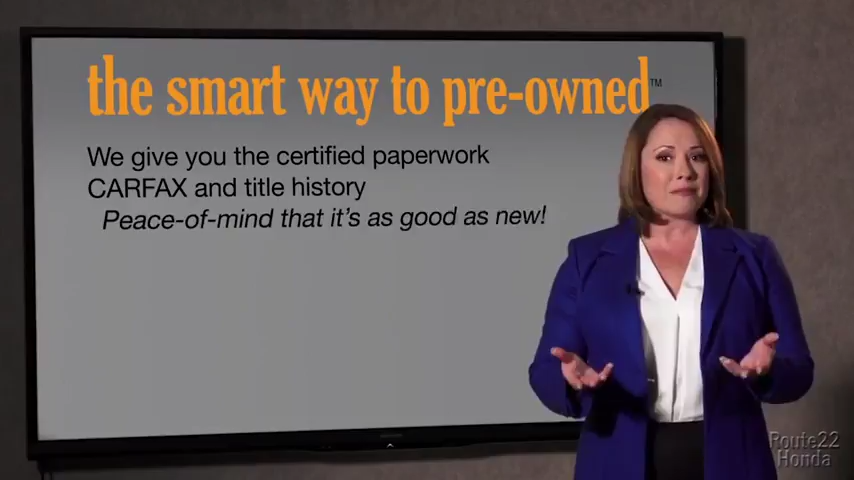 the smart way to pre-owned™
We give you the certified paperwork
CARFAX and title history
Peace-of-mind that it's as good as new!
Route22
Honda